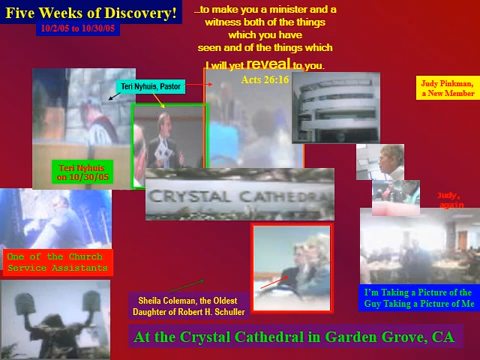 Five Weeks of Discovery!
10/2/05 to 10/30/05
...to make you a minister and a
witness both of the things
which you have
seen and of the things which
I will yet reveal to you.
Acts 26:16
Teri Nyhuis, Pastor
Judy Pinkman,
a New Member
Teri Nyhuis
on 10/30/05
CRYSTAL CATHEDRA
Judy,
again
One of the Church
Service Assistants
I'm Taking a Picture of the
Guy Taking a Picture of Me
Sheila Coleman, the Oldest
Daughter of Robert H. Schuller
At the Crystal Cathedral in Garden Grove, CA